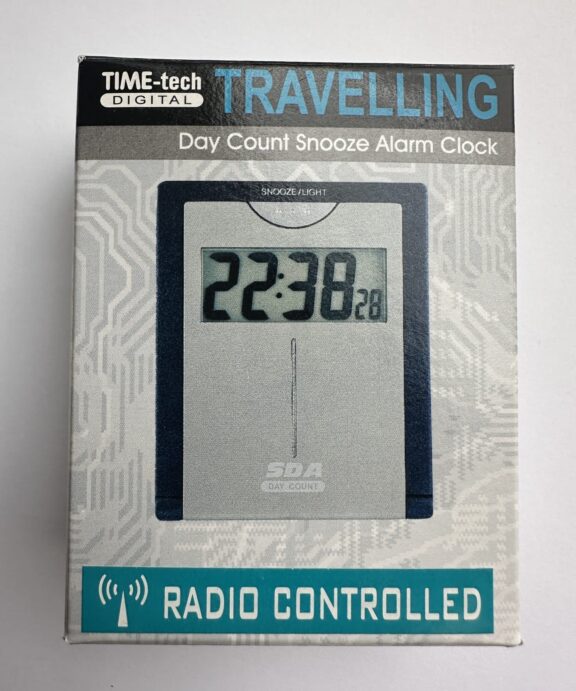 TIME-tech
DIGITAL
TRAVELLING
Day Count Snooze Alarm Clock
SNOOZE/LIGHT
22:38 28
SDA
DAY COUNT
RADIO CONTROLLED